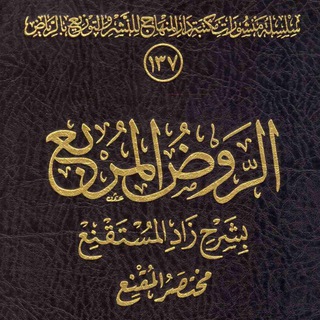 سلسلة منشورات مكتبة دار المنهاج للنشر والتوزيع بالرياض
١٣٧
الروض المربع
بشرح زاد المستقنع
مختصر المقنع